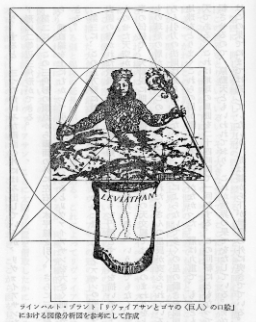 LEVIATHAN
ラインハルト・ブラント「リヴァイアサンとゴヤの〈巨人〉の口絵」
における図像分析図を参考にして作成